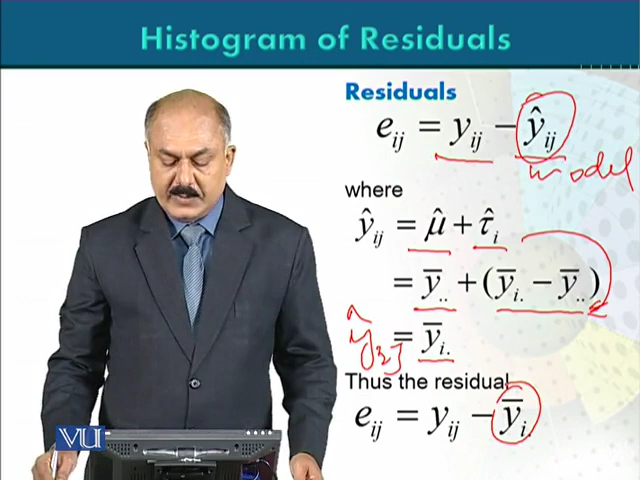 Histogram of Residuals
Residuals
e_ij = y_ij − ŷ_ij
model
where
ŷ_ij = μ̂ + τ̂_i
= ȳ.. + (ȳ_i. − ȳ..)
ŷ_ij = ȳ_i.
Thus the residual
e_ij = y_ij − ȳ_i.
VU